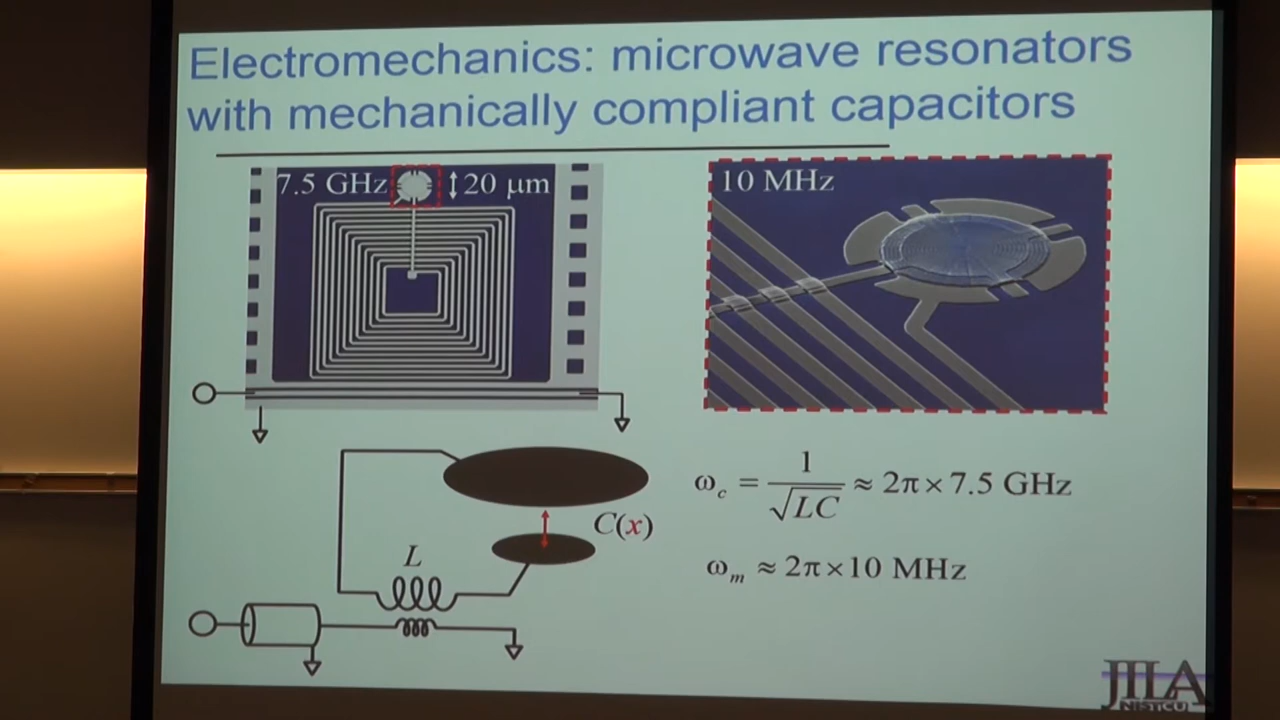 Electromechanics: microwave resonators
with mechanically compliant capacitors
7.5 GHz
20 μm
10 MHz
C(x)
L
ω_c = 1/√LC ≈ 2π × 7.5 GHz
ω_m ≈ 2π × 10 MHz
JILA
NIST/CU